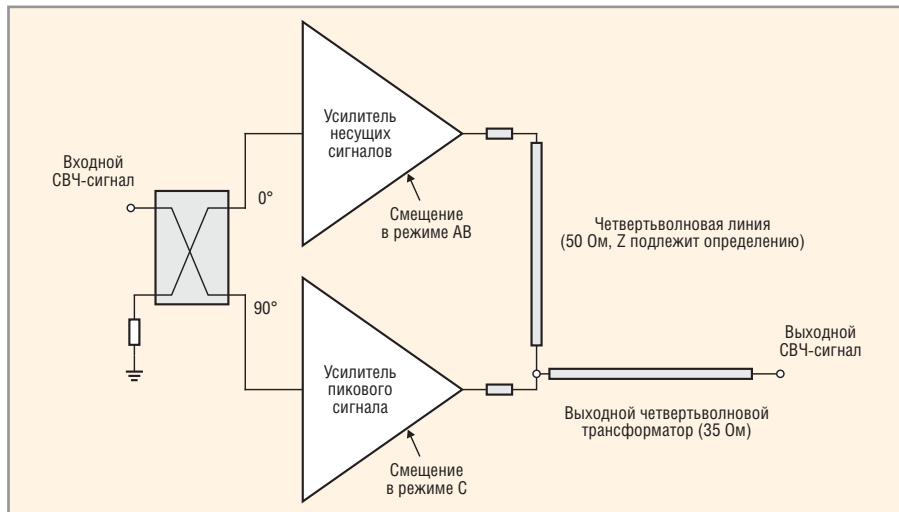 Усилитель
несущих
сигналов
Входной
СВЧ-сигнал
0°
Смещение
в режиме АВ
Четвертьволновая линия
(50 Ом, Z подлежит определению)
90°
Выходной
СВЧ-сигнал
Усилитель
пикового
сигнала
Выходной четвертьволновой
трансформатор (35 Ом)
Смещение
в режиме С